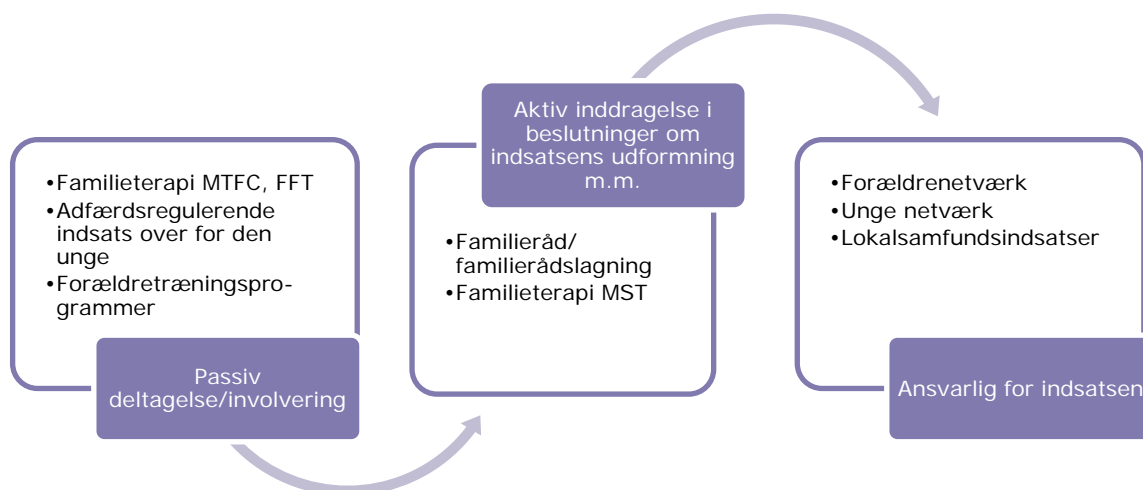 •Familieterapi MTFC, FFT
•Adfærdsregulerende
indsats over for den
unge
•Forældretræningspro-
grammer
Passiv
deltagelse/involvering
Aktiv inddragelse i
beslutninger om
indsatsens udformning
m.m.
•Familieråd/
familierådslagning
•Familieterapi MST
•Forældrenetværk
•Unge netværk
•Lokalsamfundsindsatser
Ansvarlig for indsatsen